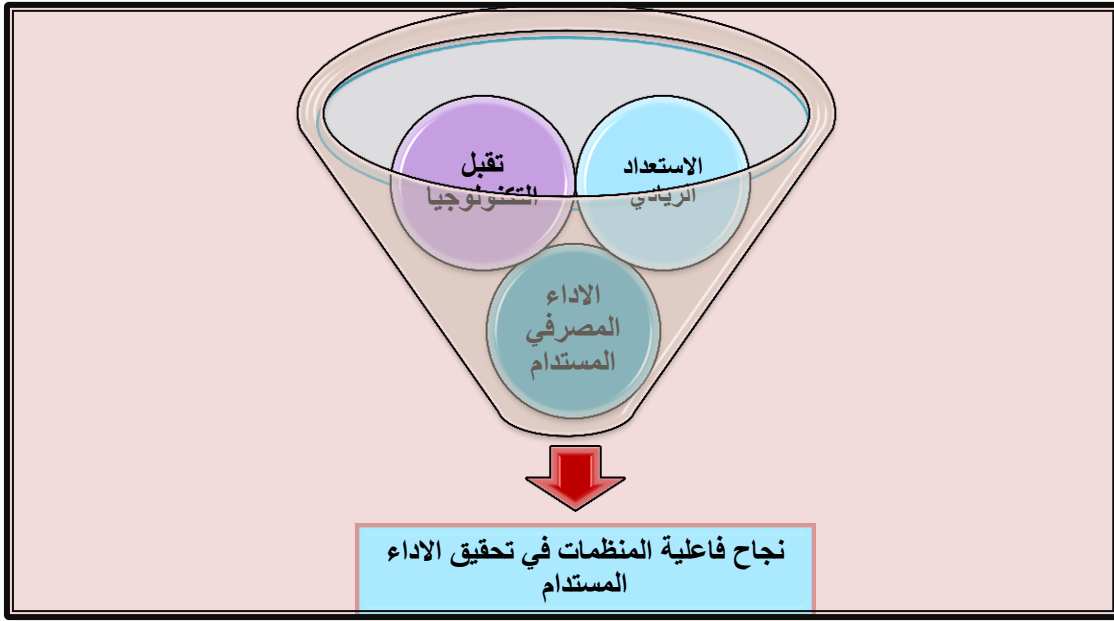 الاستعداد
الريادي
تقبل
التكنولوجيا
الاداء
المصرفي
المستدام
نجاح فاعلية المنظمات في تحقيق الاداء
المستدام